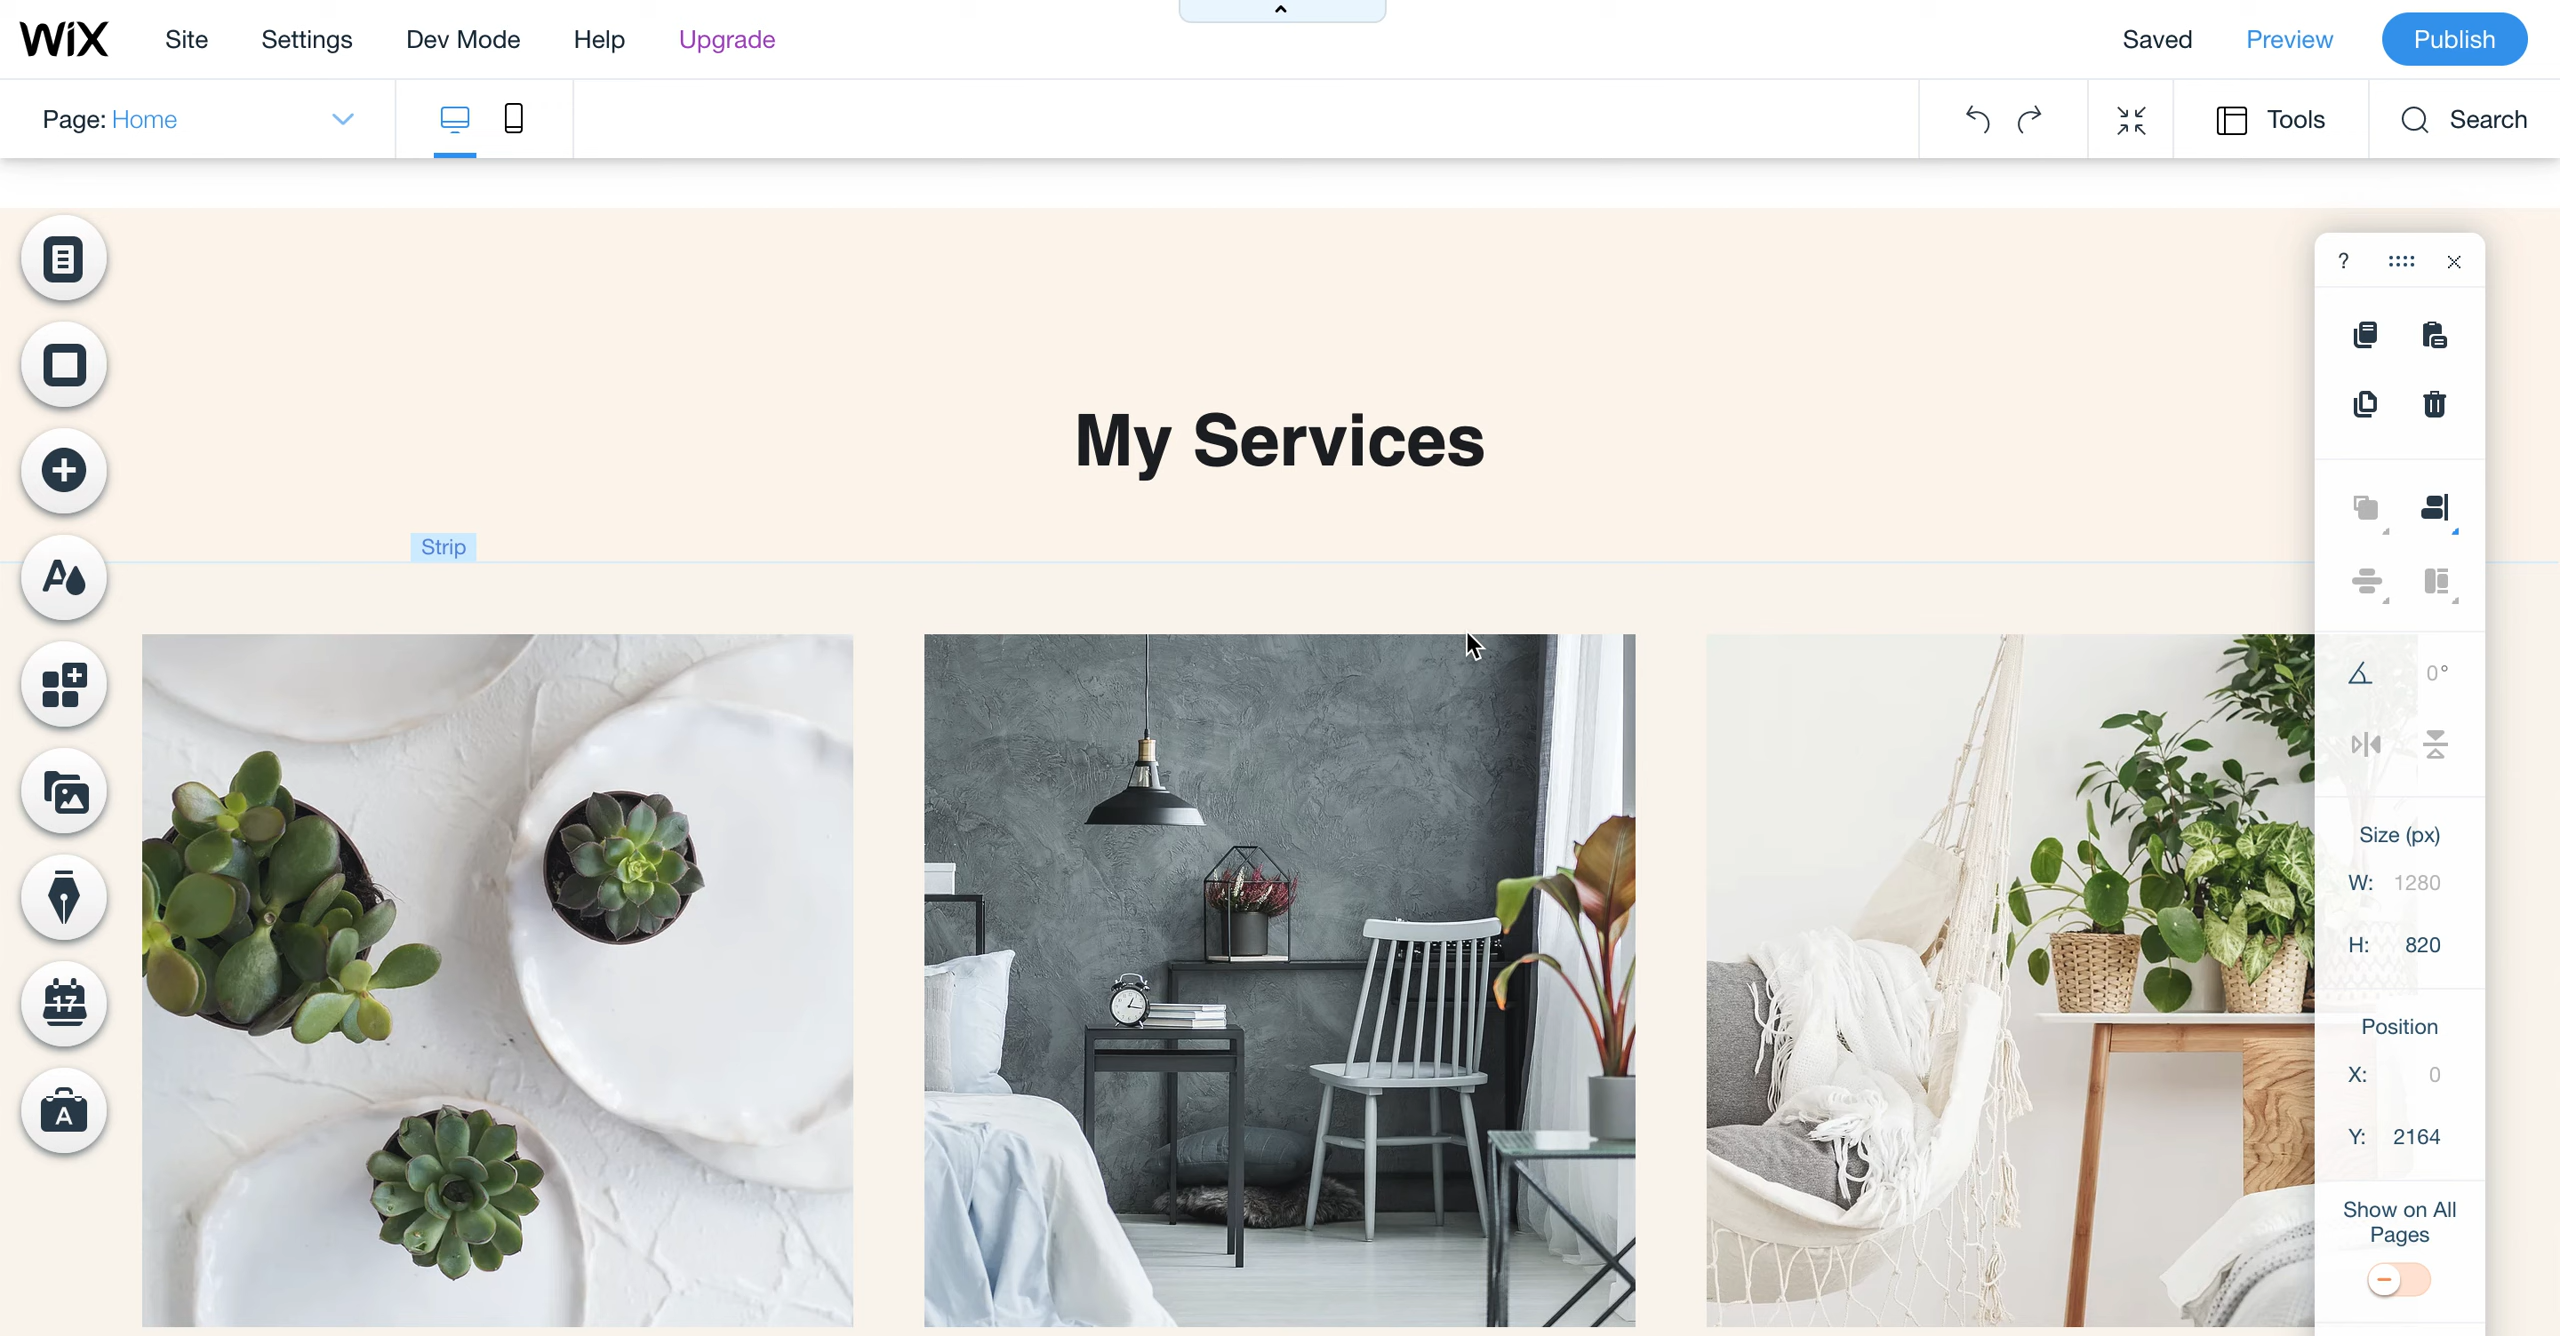 WiX Site Settings Dev Mode Help Upgrade Saved Preview Publish
Page: Home Tools Search
? 
My Services
Strip
0°
Size (px)
W: 1280
H: 820
17
Position
X: 0
A
Y: 2164
Show on All
Pages